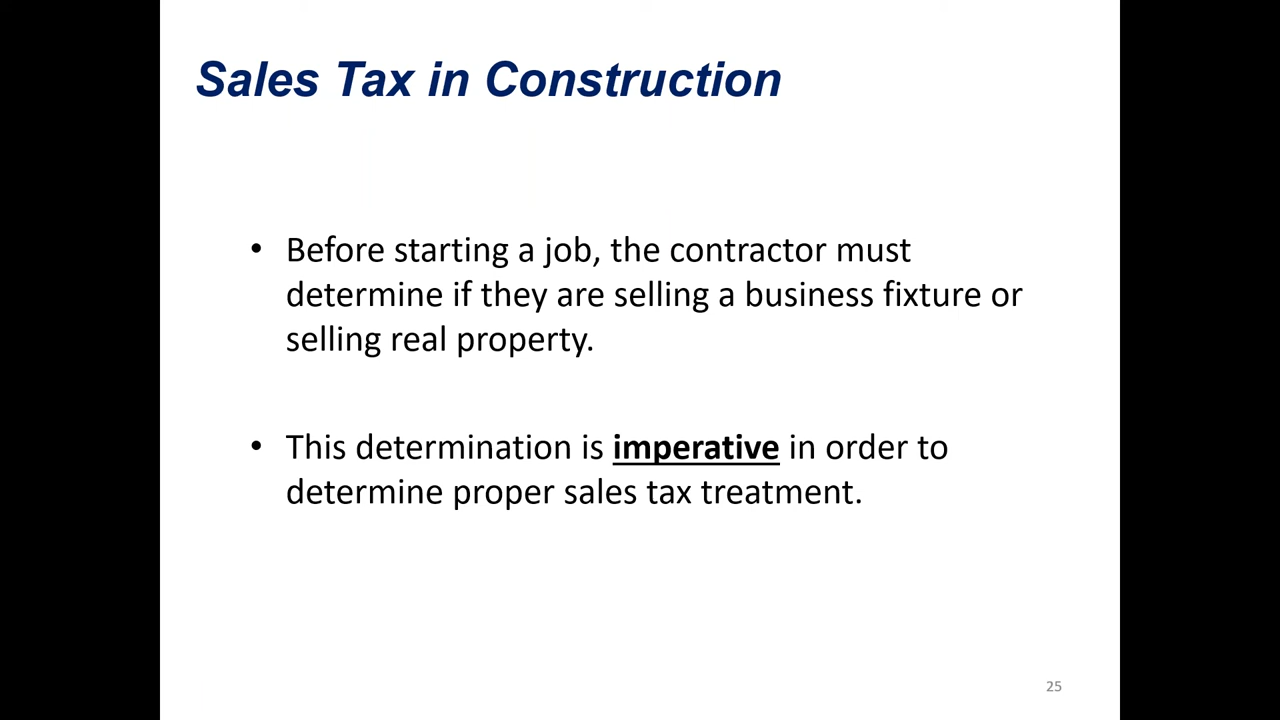 Sales Tax in Construction
• Before starting a job, the contractor must
determine if they are selling a business fixture or
selling real property.
• This determination is imperative in order to
determine proper sales tax treatment.
25